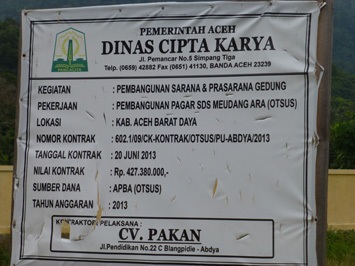 PEMERINTAH ACEH
DINAS CIPTA KARYA
Jl. Pemancar No.5 Simpang Tiga
Telp. (0659) 42682 Fax (0651) 41130, BANDA ACEH 23239
KEGIATAN : PEMBANGUNAN SARANA & PRASARANA GEDUNG
PEKERJAAN : PEMBANGUNAN PAGAR SDS MEUDANG ARA (OTSUS)
LOKASI : KAB. ACEH BARAT DAYA
NOMOR KONTRAK : 602.1/09/CK-KONTRAK/OTSUS/PU-ABDYA/2013
TANGGAL KONTRAK : 20 JUNI 2013
NILAI KONTRAK : Rp. 427.380.000,-
SUMBER DANA : APBA (OTSUS)
TAHUN ANGGARAN : 2013
KONTRAKTOR PELAKSANA :
CV. PAKAN
Jl.Pendidikan No.22 C Blangpidie - Abdya